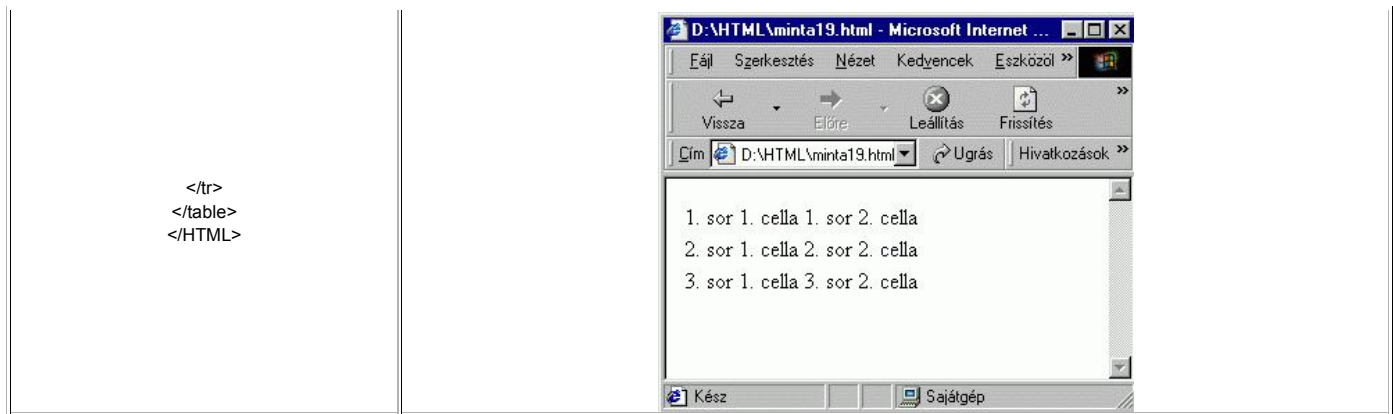 </tr>
</table>
</HTML>
D:\HTML\minta19.html - Microsoft Internet ...
Fájl Szerkesztés Nézet Kedvencek Eszközöl »
Vissza Előre Leállítás Frissítés »
Cím D:\HTML\minta19.html Ugrás Hivatkozások »
1. sor 1. cella 1. sor 2. cella
2. sor 1. cella 2. sor 2. cella
3. sor 1. cella 3. sor 2. cella
Kész Sajátgép